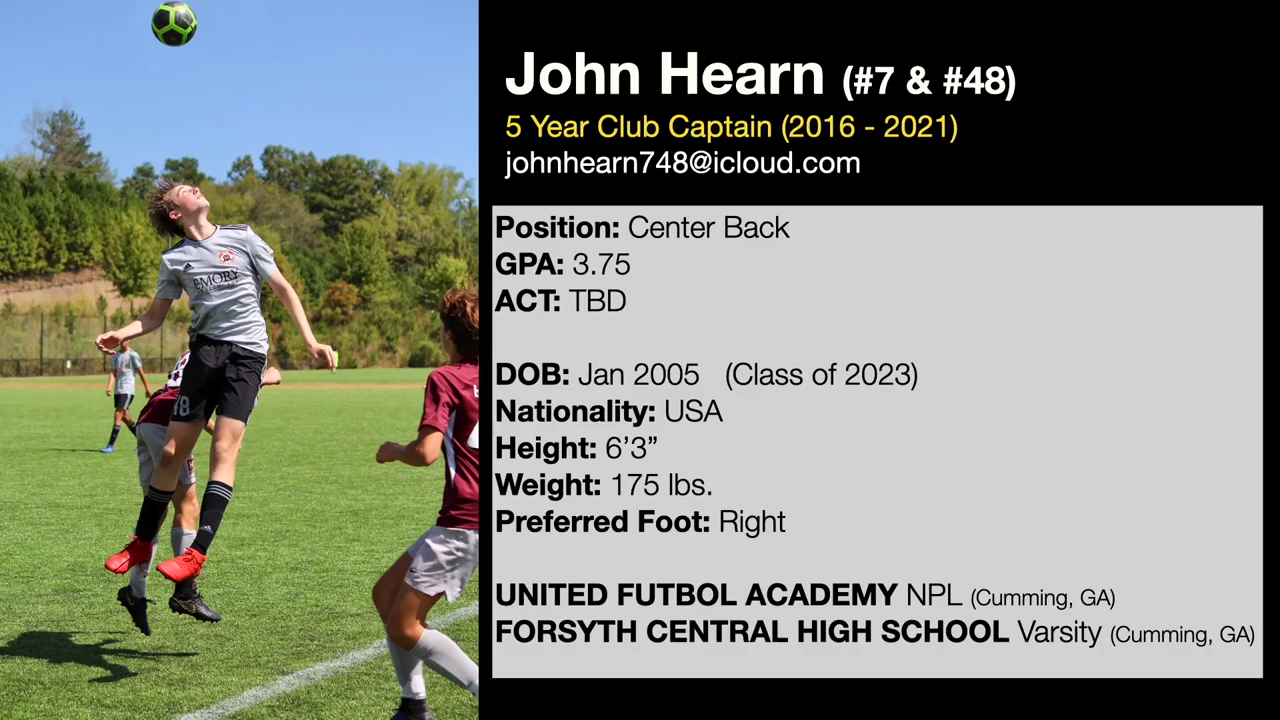 John Hearn (#7 & #48)
5 Year Club Captain (2016 - 2021)
johnhearn748@icloud.com
Position: Center Back
GPA: 3.75
ACT: TBD
DOB: Jan 2005 (Class of 2023)
Nationality: USA
Height: 6’3”
Weight: 175 lbs.
Preferred Foot: Right
UNITED FUTBOL ACADEMY NPL (Cumming, GA)
FORSYTH CENTRAL HIGH SCHOOL Varsity (Cumming, GA)
EMORY
48